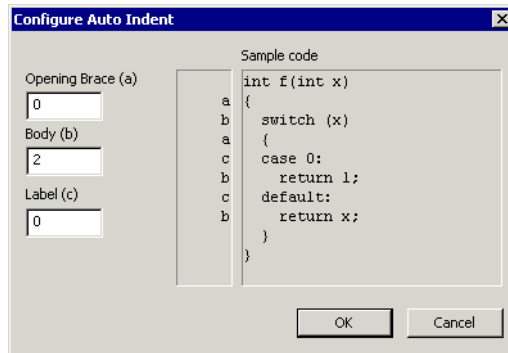 Configure Auto Indent
Sample code
Opening Brace (a)
0
Body (b)
2
Label (c)
0
int f(int x)
a {
b switch (x)
a {
c case 0:
b return 1;
c default:
b return x;
}
}
OK
Cancel